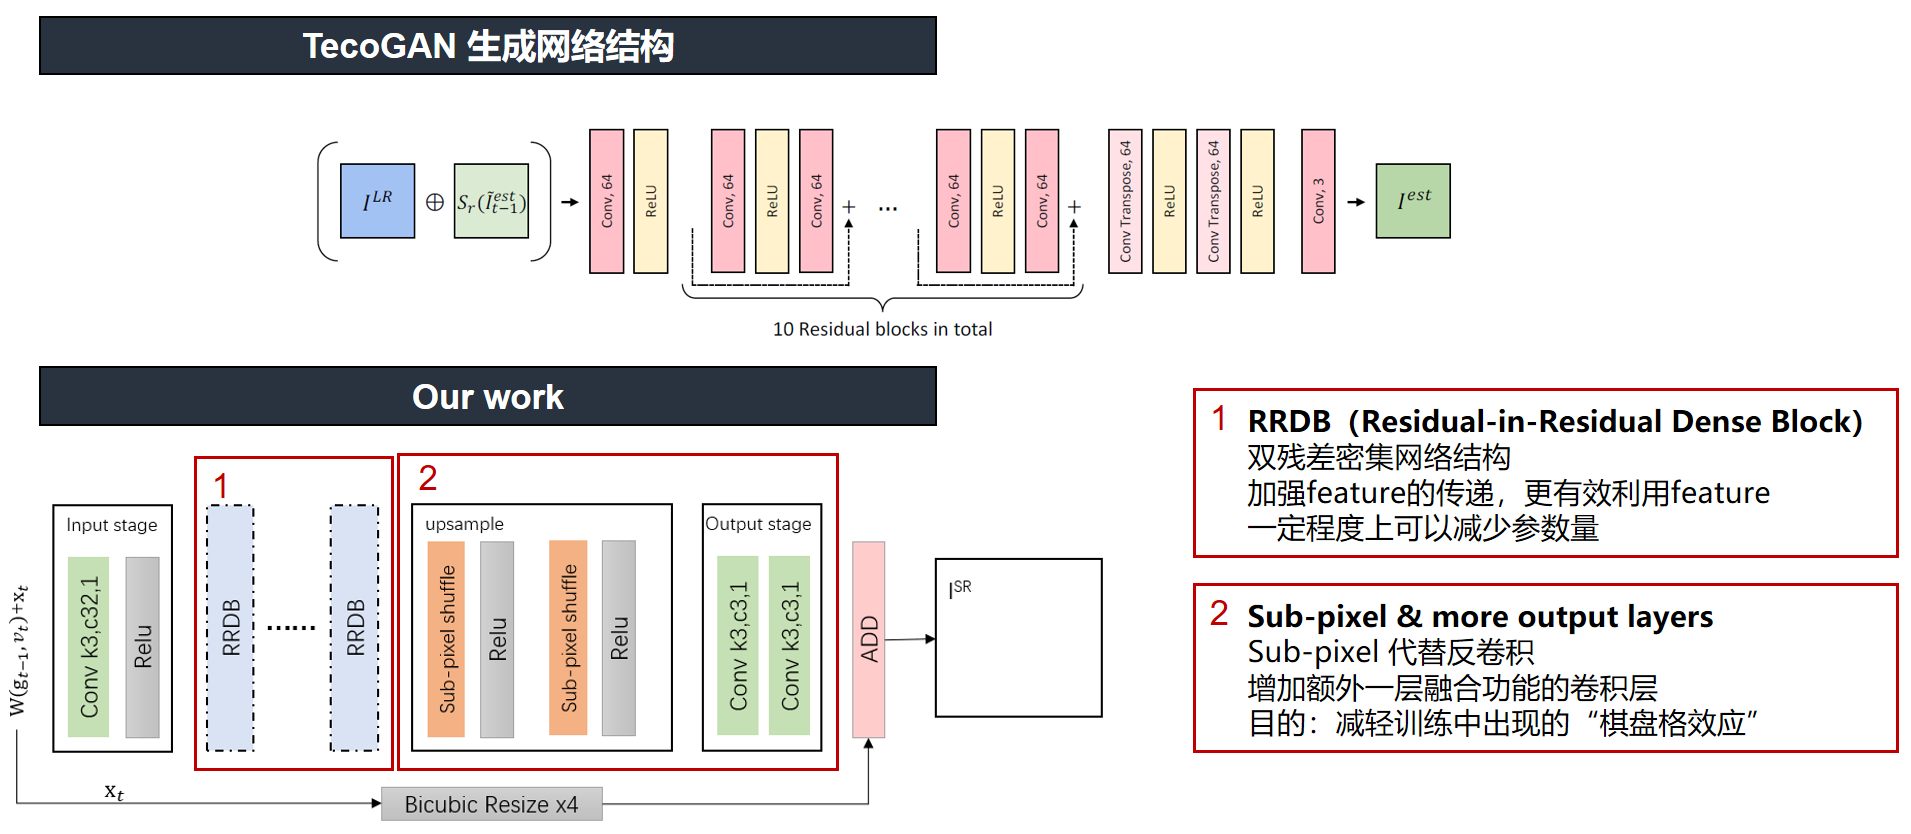 TecoGAN 生成网络结构
I^LR ⊕ S_r(Ĩ^est_t−1)
Conv, 64
ReLU
Conv, 64
ReLU
Conv, 64
+
...
Conv, 64
ReLU
Conv, 64
+
Conv Transpose, 64
ReLU
Conv Transpose, 64
ReLU
Conv, 3
I^est
10 Residual blocks in total
Our work
1
2
Input stage
Conv k3,c32,1
Relu
RRDB
......
RRDB
upsample
Sub-pixel shuffle
Relu
Sub-pixel shuffle
Relu
Output stage
Conv k3,c3,1
Conv k3,c3,1
ADD
I^SR
W(g_t−1,v_t)+x_t
x_t
Bicubic Resize x4
1 RRDB（Residual-in-Residual Dense Block）
双残差密集网络结构
加强feature的传递，更有效利用feature
一定程度上可以减少参数量
2 Sub-pixel & more output layers
Sub-pixel 代替反卷积
增加额外一层融合功能的卷积层
目的：减轻训练中出现的“棋盘格效应”